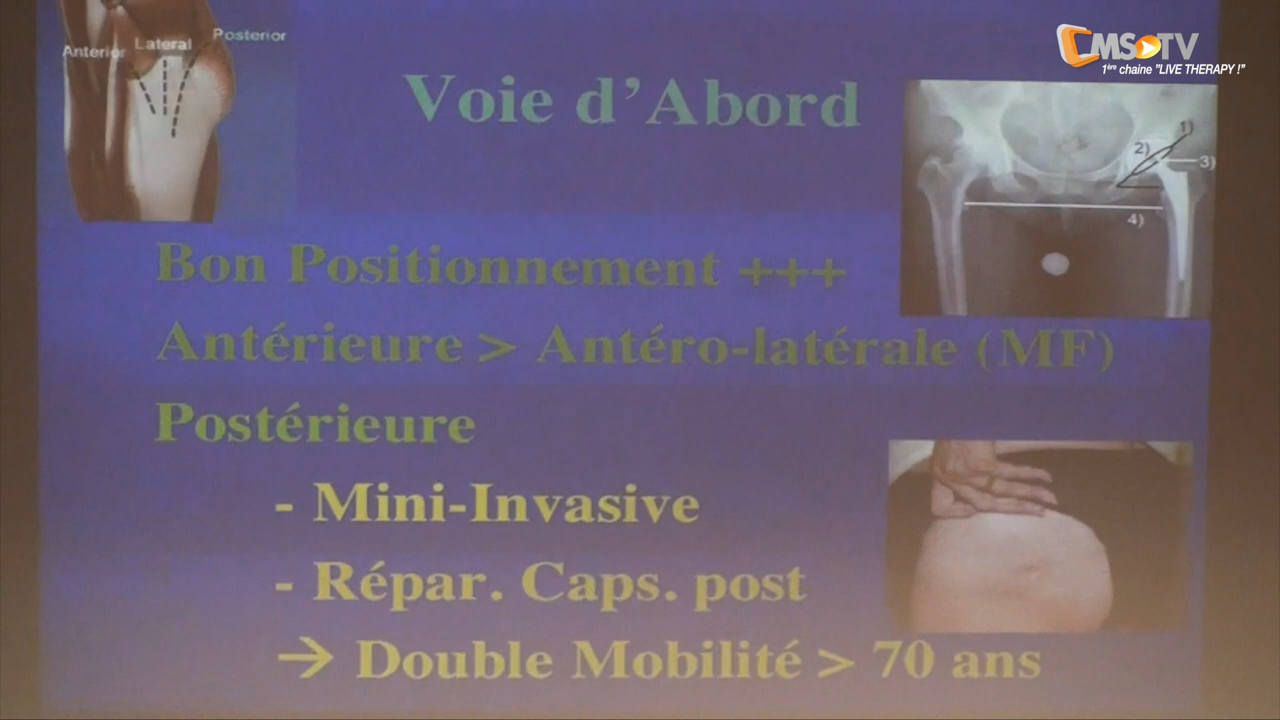 Anterior Lateral Posterior
CMSTV
1ère chaine "LIVE THERAPY !"
Voie d'Abord
1)
2)
3)
4)
Bon Positionnement +++
Antérieure > Antéro-latérale (MF)
Postérieure
- Mini-Invasive
- Répar. Caps. post
→ Double Mobilité > 70 ans